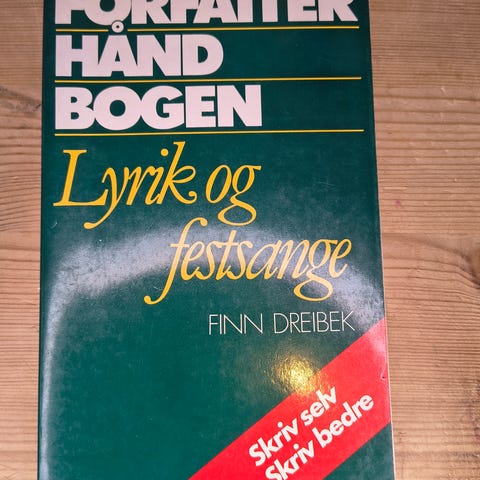 FORFATTER
HÅND
BOGEN
Lyrik og
festsange
FINN DREIBEK
Skriv selv
Skriv bedre